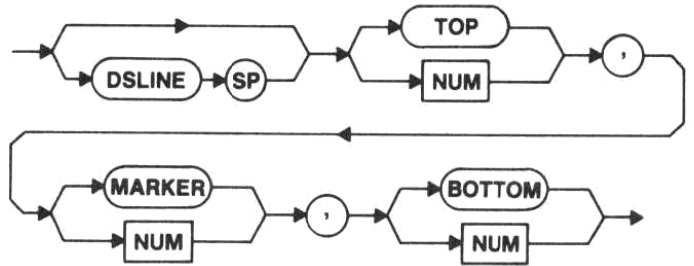 TOP
DSLINE SP
NUM ,
MARKER BOTTOM
,
NUM NUM